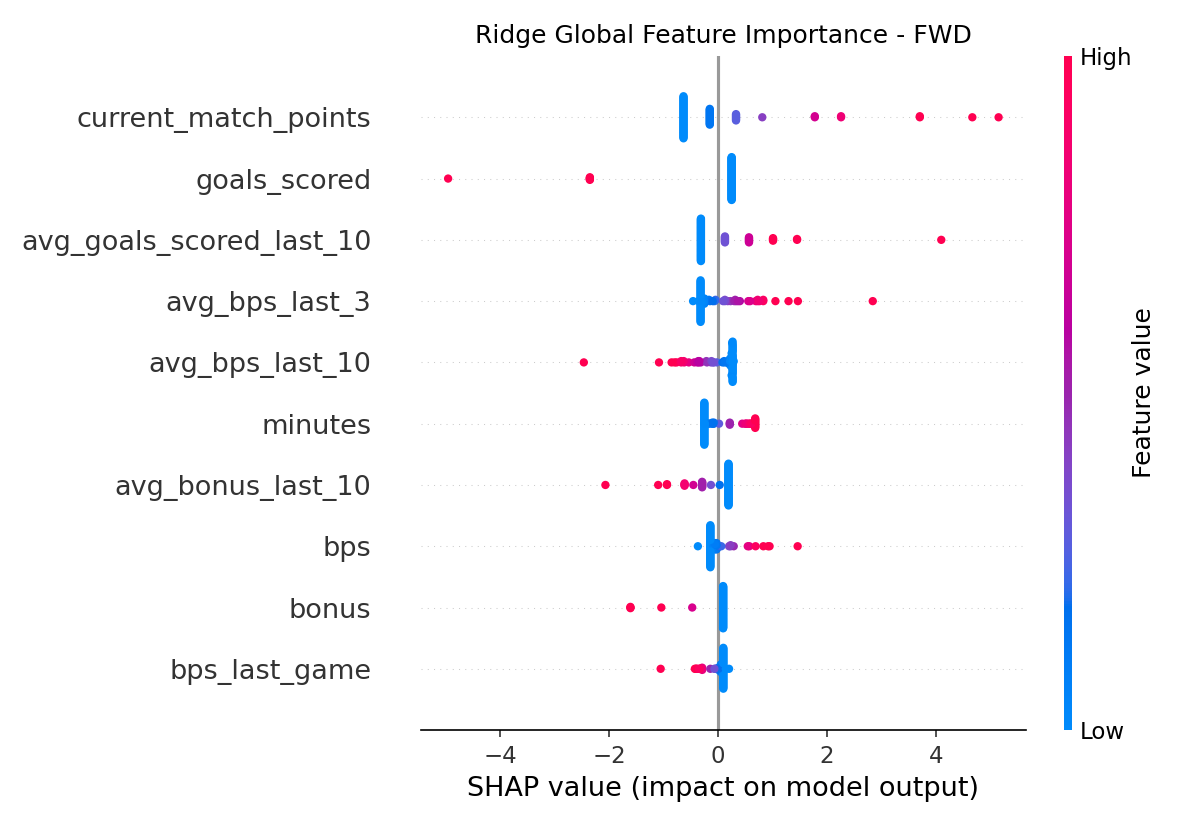 Ridge Global Feature Importance - FWD
High
current_match_points
goals_scored
avg_goals_scored_last_10
avg_bps_last_3
avg_bps_last_10
minutes
avg_bonus_last_10
bps
bonus
bps_last_game
Feature value
Low
−4 −2 0 2 4
SHAP value (impact on model output)